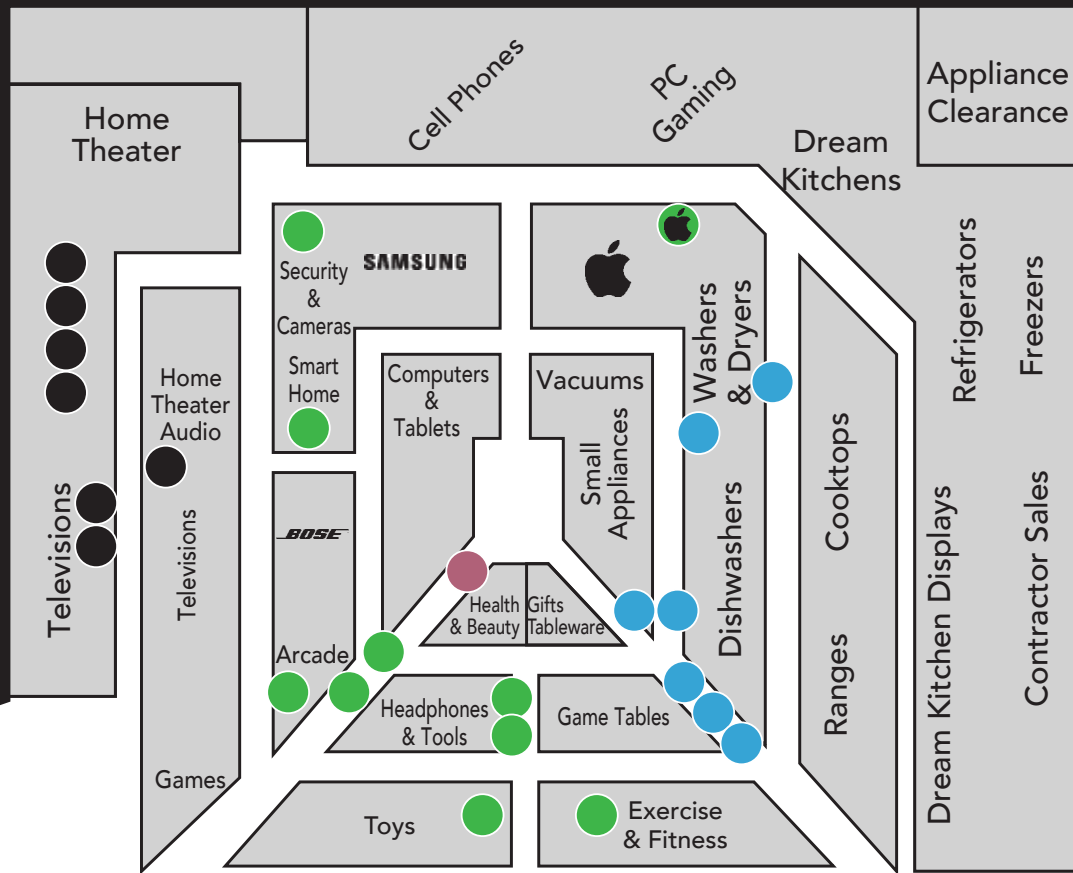 Home
Theater
Cell Phones
PC
Gaming
Dream
Kitchens
Appliance
Clearance
Security
&
Cameras
Smart
Home
SAMSUNG
Washers
& Dryers
Refrigerators
Freezers
Home
Theater
Audio
Computers
&
Tablets
Vacuums
Small
Appliances
Cooktops
Televisions
Televisions
BOSE
Dishwashers
Dream Kitchen Displays
Contractor Sales
Health
& Beauty
Gifts
Tableware
Arcade
Headphones
& Tools
Game Tables
Ranges
Games
Toys
Exercise
& Fitness